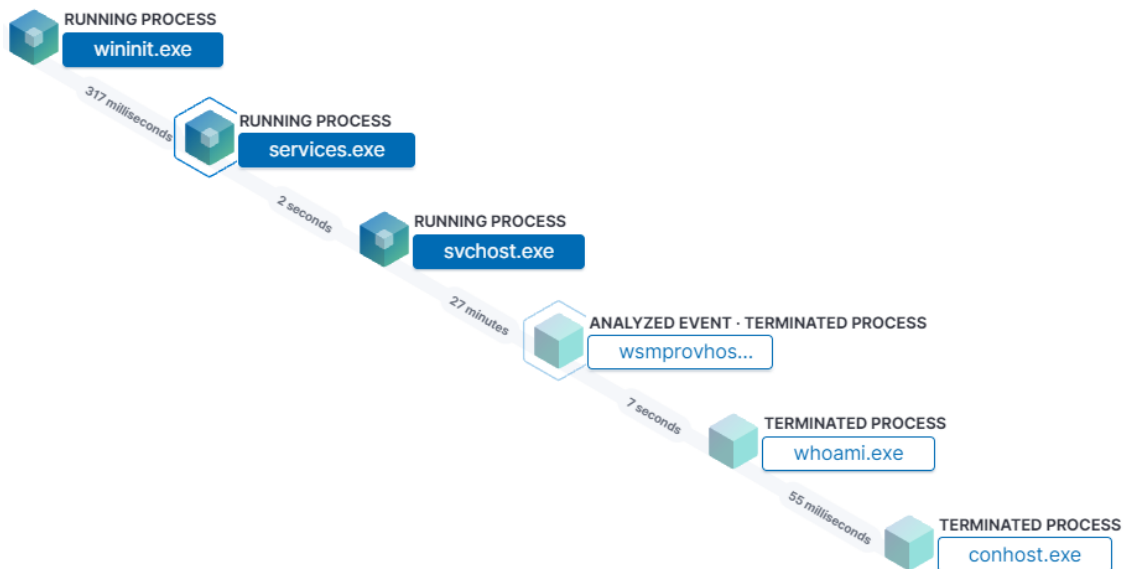 RUNNING PROCESS
wininit.exe
317 milliseconds
RUNNING PROCESS
services.exe
2 seconds
RUNNING PROCESS
svchost.exe
27 minutes
ANALYZED EVENT · TERMINATED PROCESS
wsmprovhos...
7 seconds
TERMINATED PROCESS
whoami.exe
55 milliseconds
TERMINATED PROCESS
conhost.exe